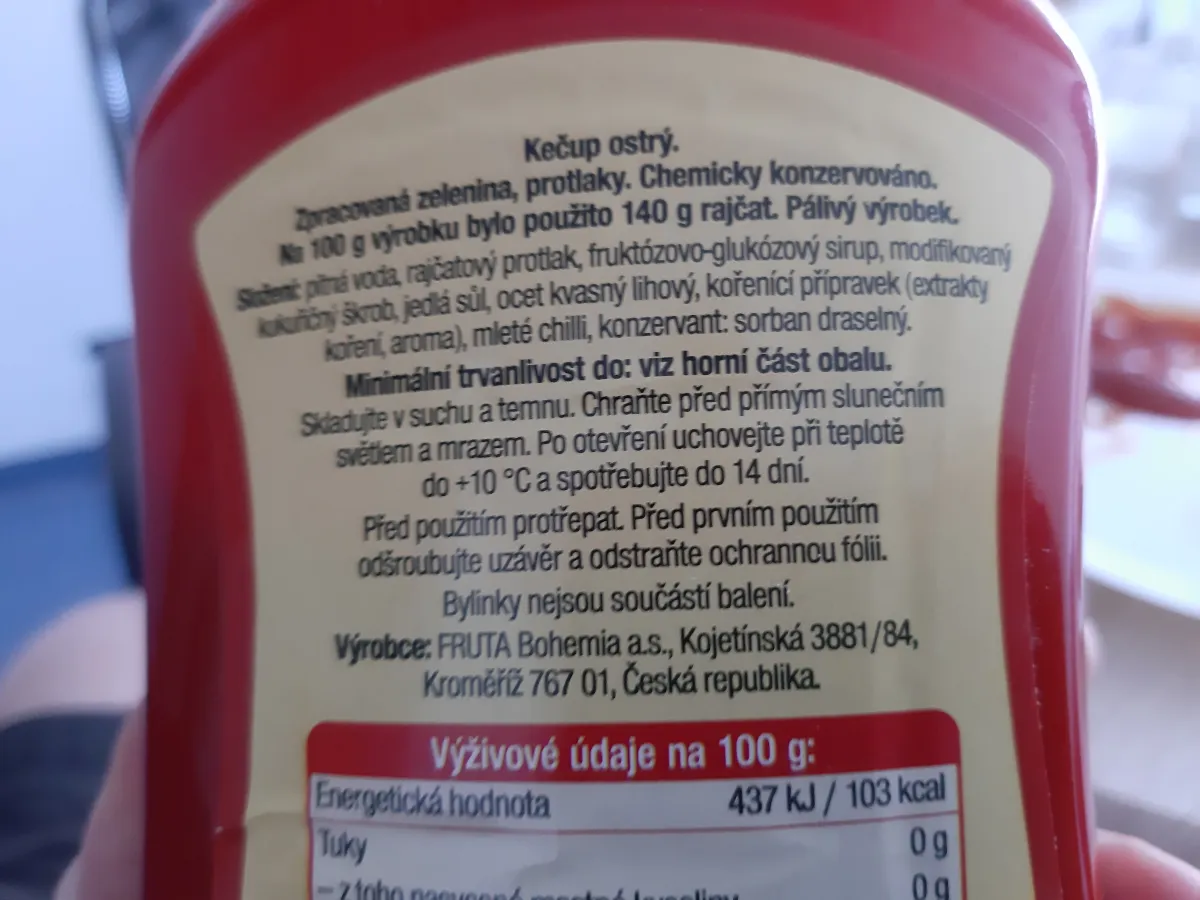 Kečup ostrý.
Zpracovaná zelenina, protlaky. Chemicky konzervováno.
Na 100 g výrobku bylo použito 140 g rajčat. Pálivý výrobek.
Složení: pitná voda, rajčatový protlak, fruktózovo-glukózový sirup, modifikovaný
kukuřičný škrob, jedlá sůl, ocet kvasný lihový, kořenící přípravek (extrakty
koření, aroma), mleté chilli, konzervant: sorban draselný.
Minimální trvanlivost do: viz horní část obalu.
Skladujte v suchu a temnu. Chraňte před přímým slunečním
světlem a mrazem. Po otevření uchovejte při teplotě
do +10 °C a spotřebujte do 14 dní.
Před použitím protřepat. Před prvním použitím
odšroubujte uzávěr a odstraňte ochrannou fólii.
Bylinky nejsou součástí balení.
Výrobce: FRUTA Bohemia a.s., Kojetínská 3881/84,
Kroměříž 767 01, Česká republika.
Výživové údaje na 100 g:
Energetická hodnota 437 kJ / 103 kcal
Tuky 0 g
– z toho nasycené mastné kyseliny 0 g